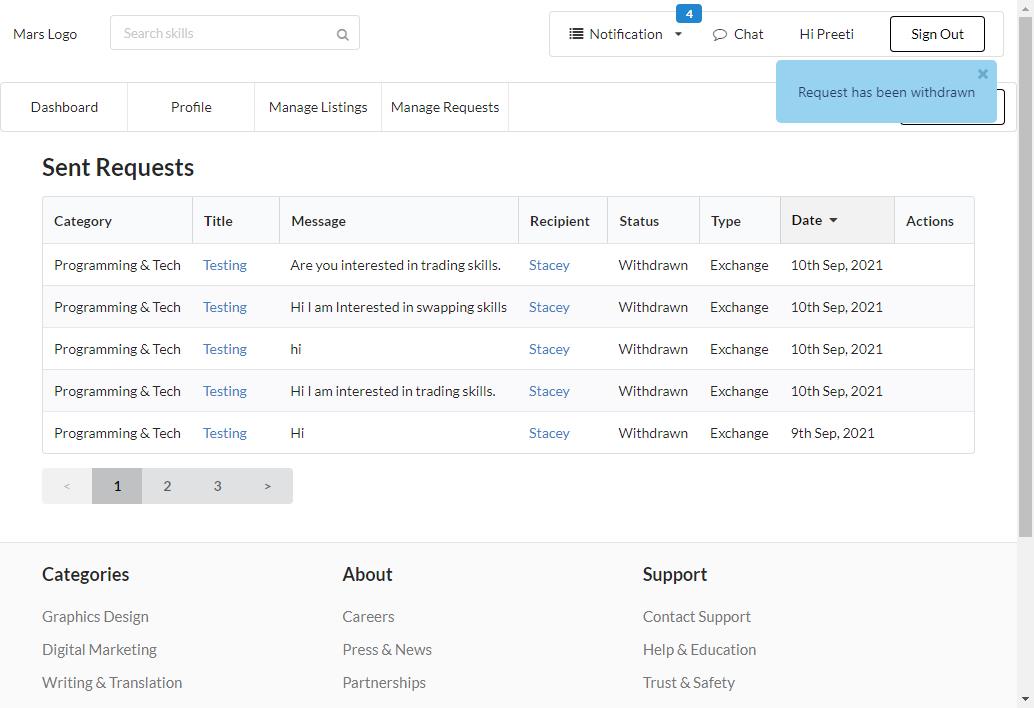 Mars Logo
Search skills
4
Notification
Chat
Hi Preeti
Sign Out
Request has been withdrawn
Dashboard
Profile
Manage Listings
Manage Requests
Sent Requests
Category Title Message Recipient Status Type Date Actions
Programming & Tech Testing Are you interested in trading skills. Stacey Withdrawn Exchange 10th Sep, 2021
Programming & Tech Testing Hi I am Interested in swapping skills Stacey Withdrawn Exchange 10th Sep, 2021
Programming & Tech Testing hi Stacey Withdrawn Exchange 10th Sep, 2021
Programming & Tech Testing Hi I am interested in trading skills. Stacey Withdrawn Exchange 10th Sep, 2021
Programming & Tech Testing Hi Stacey Withdrawn Exchange 9th Sep, 2021
< 1 2 3 >
Categories About Support
Graphics Design Careers Contact Support
Digital Marketing Press & News Help & Education
Writing & Translation Partnerships Trust & Safety